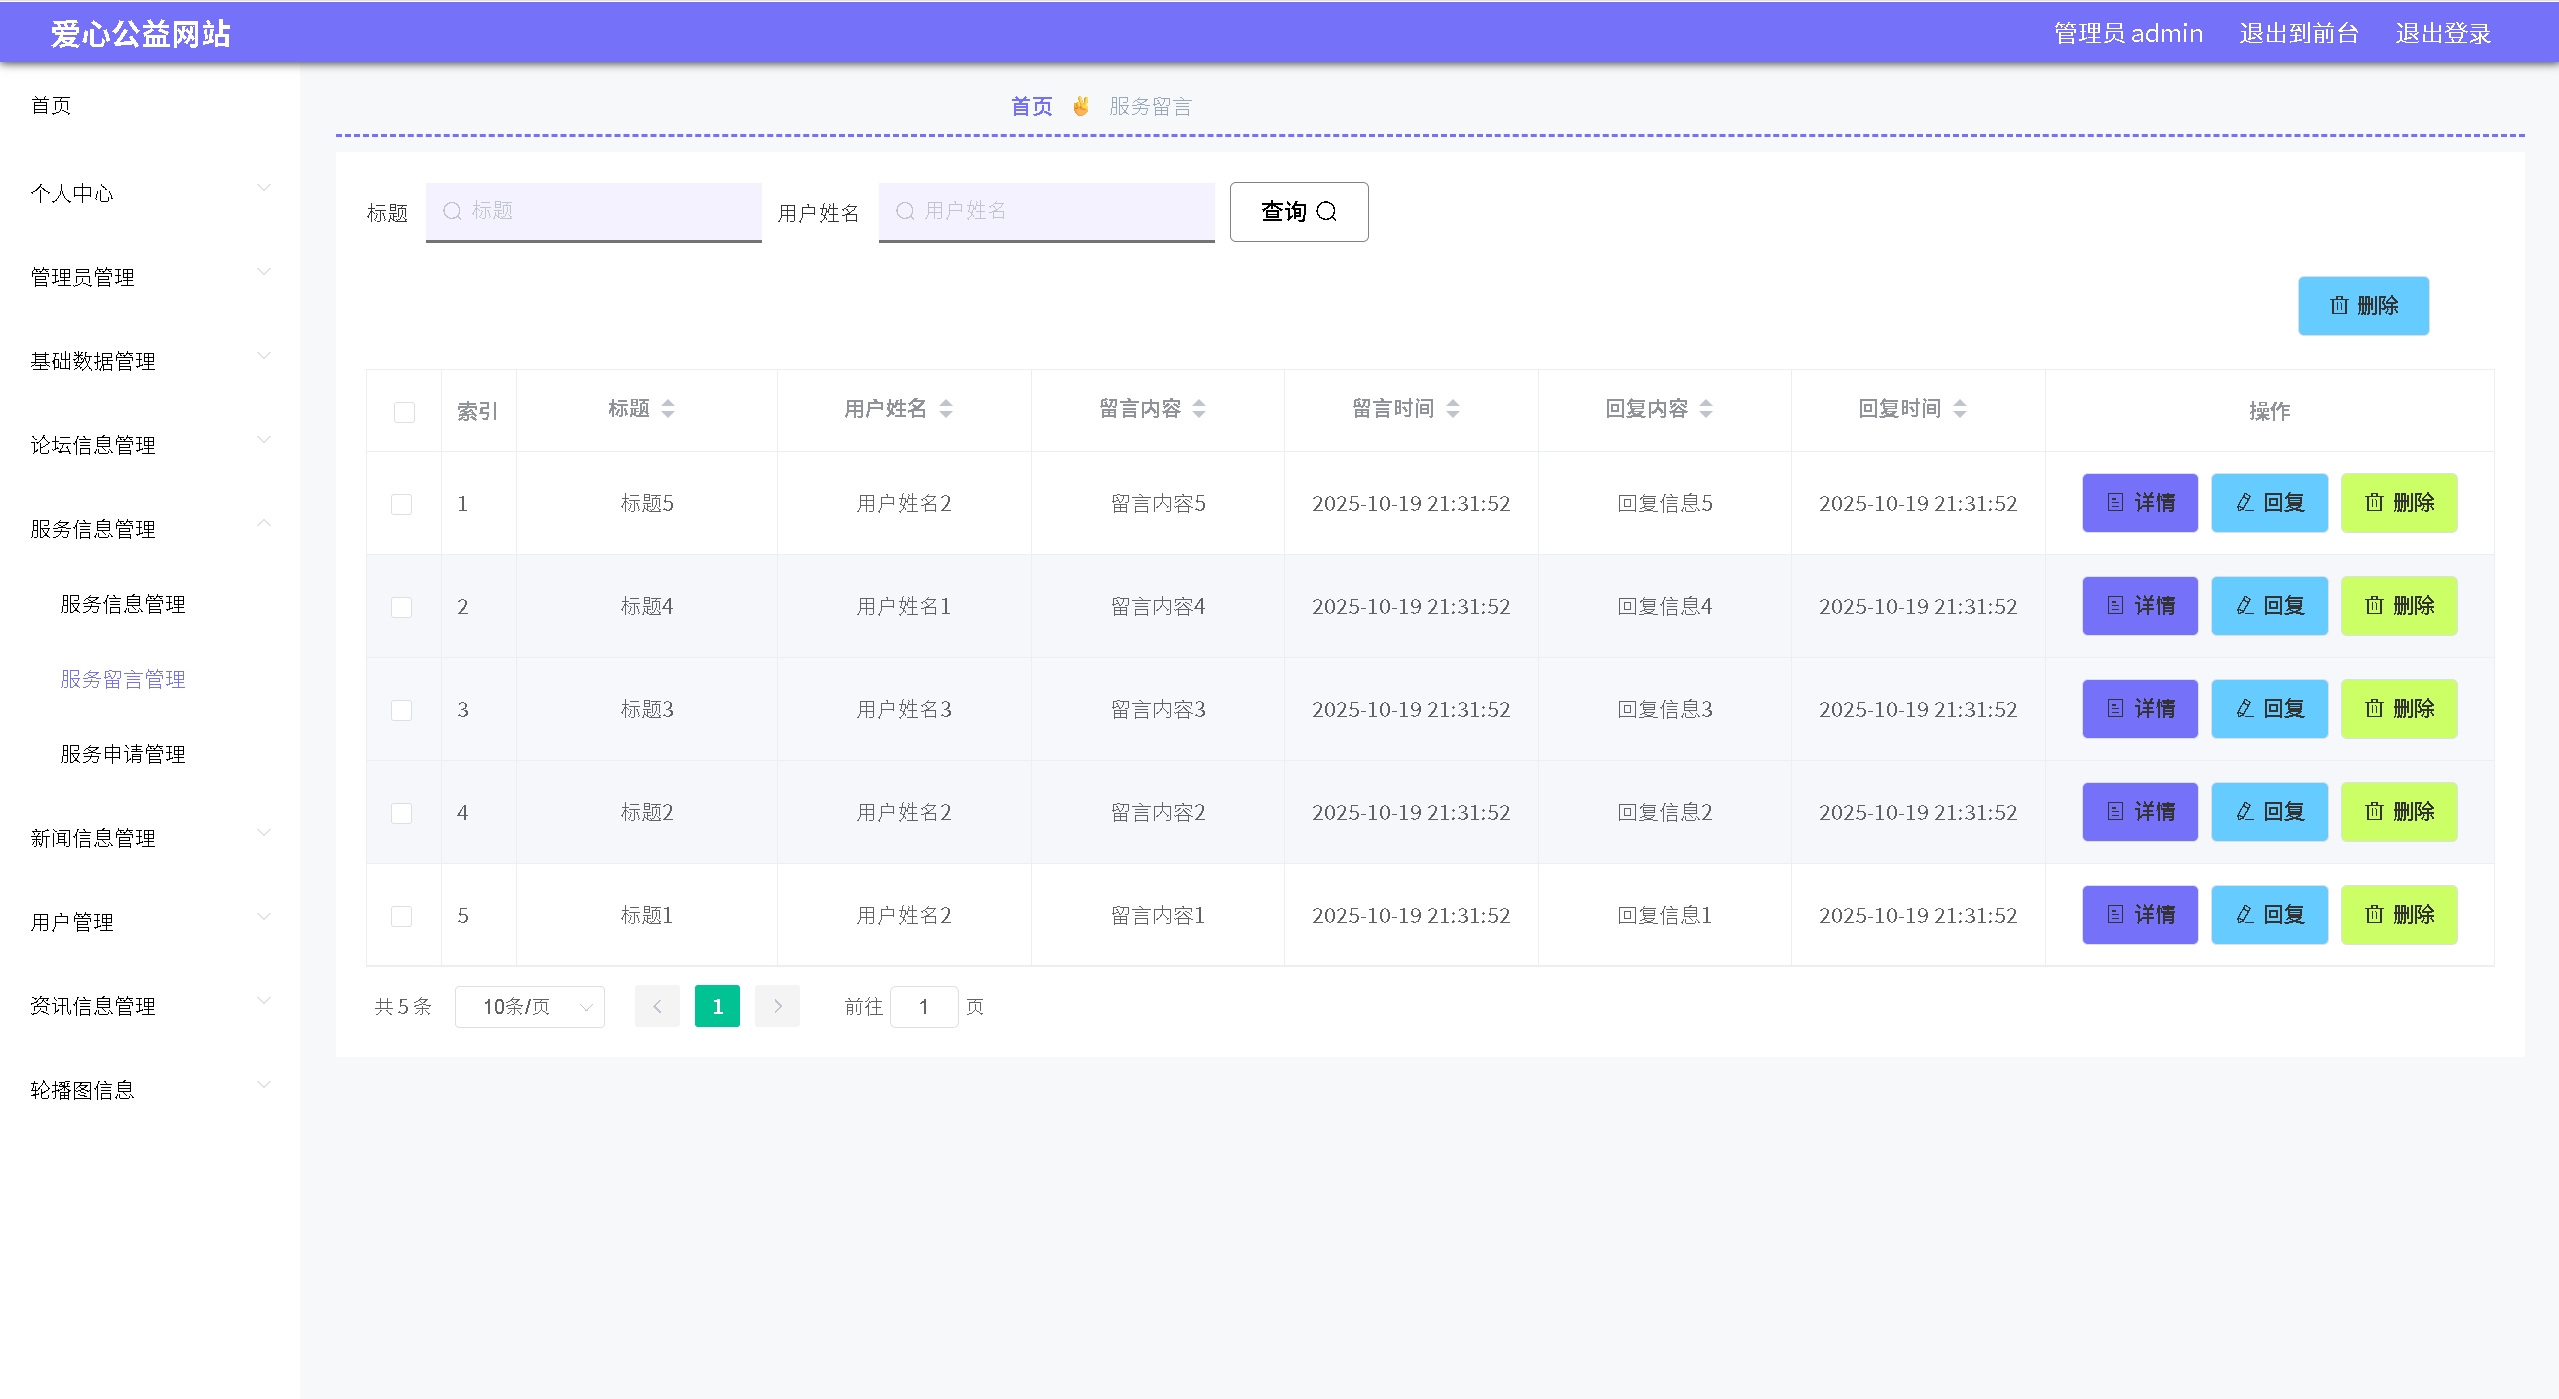 爱心公益网站
管理员 admin 退出到前台 退出登录
首页
个人中心
管理员管理
基础数据管理
论坛信息管理
服务信息管理
服务信息管理
服务留言管理
服务申请管理
新闻信息管理
用户管理
资讯信息管理
轮播图信息
首页 服务留言
标题 标题 用户姓名 用户姓名 查询
删除
索引 标题 用户姓名 留言内容 留言时间 回复内容 回复时间 操作
1 标题5 用户姓名2 留言内容5 2025-10-19 21:31:52 回复信息5 2025-10-19 21:31:52 详情 回复 删除
2 标题4 用户姓名1 留言内容4 2025-10-19 21:31:52 回复信息4 2025-10-19 21:31:52 详情 回复 删除
3 标题3 用户姓名3 留言内容3 2025-10-19 21:31:52 回复信息3 2025-10-19 21:31:52 详情 回复 删除
4 标题2 用户姓名2 留言内容2 2025-10-19 21:31:52 回复信息2 2025-10-19 21:31:52 详情 回复 删除
5 标题1 用户姓名2 留言内容1 2025-10-19 21:31:52 回复信息1 2025-10-19 21:31:52 详情 回复 删除
共 5 条 10条/页 1 前往 1 页